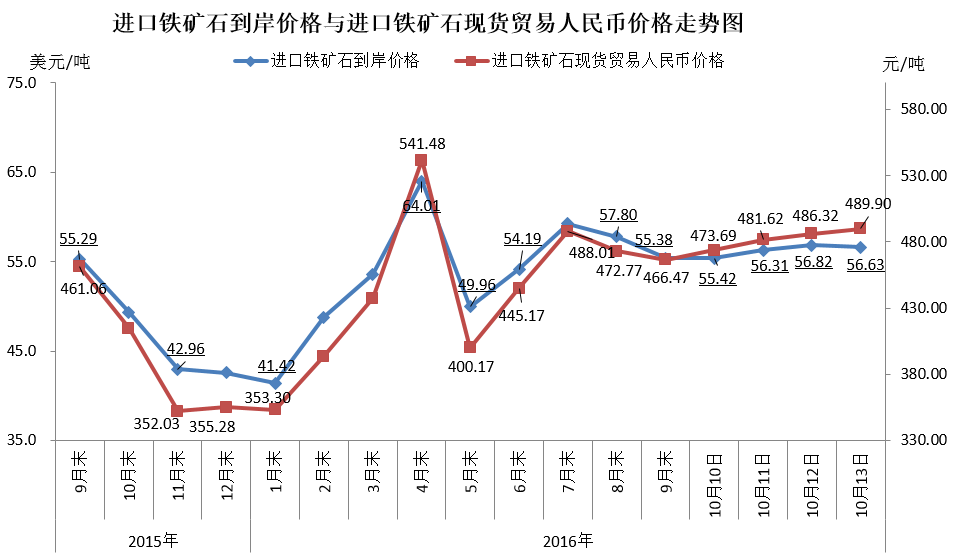 进口铁矿石到岸价格与进口铁矿石现货贸易人民币价格走势图
美元/吨
进口铁矿石到岸价格
进口铁矿石现货贸易人民币价格
元/吨
75.0
65.0
55.0
45.0
35.0
580.00
530.00
480.00
430.00
380.00
330.00
55.29
461.06
42.96
352.03
355.28
41.42
353.30
541.48
64.01
49.96
400.17
54.19
445.17
488.01
57.80
472.77
55.38
466.47
473.69
55.42
481.62
56.31
486.32
56.82
489.90
56.63
9月末
10月末
11月末
12月末
1月末
2月末
3月末
4月末
5月末
6月末
7月末
8月末
9月末
10月10日
10月11日
10月12日
10月13日
2015年
2016年